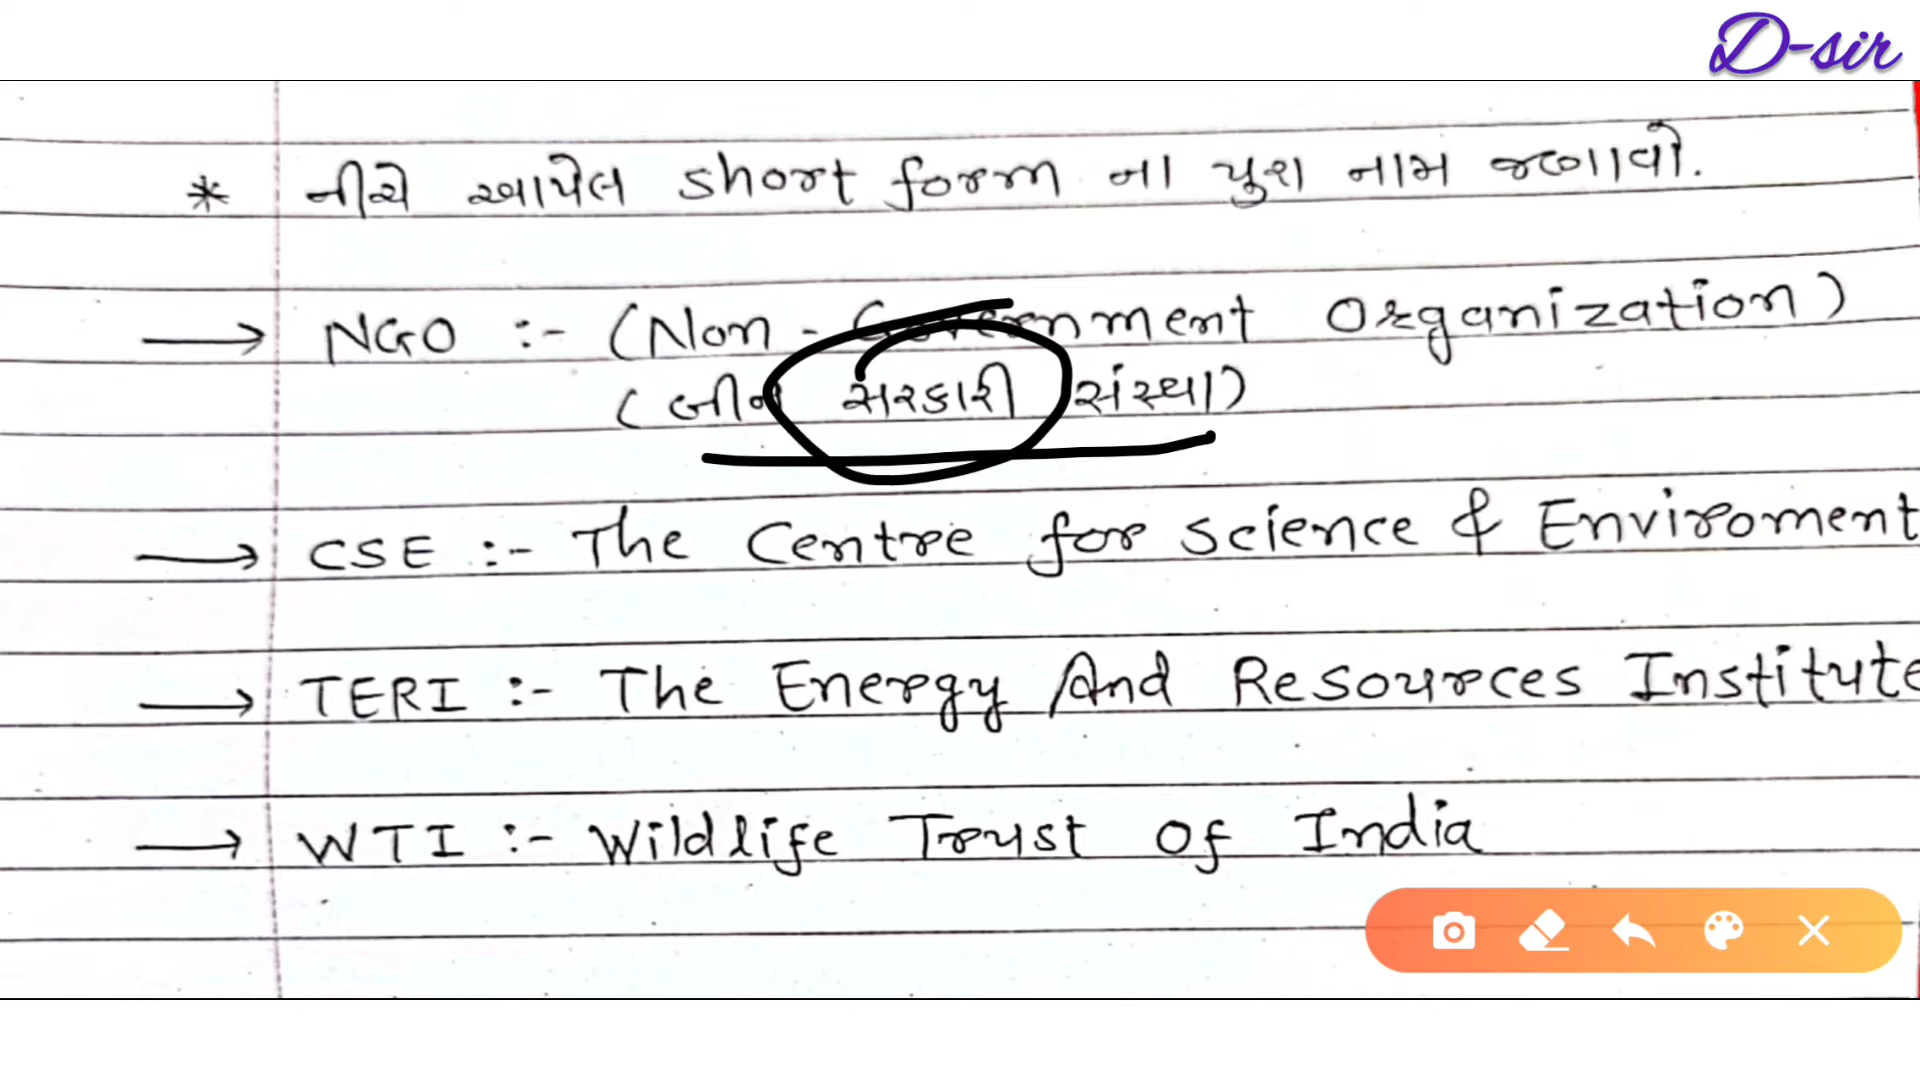 D-sir
* નીચે આપેલ short form ના પુરા નામ જણાવો.
→ NGO :- (Non - Government Organization)
(બીન સરકારી સંસ્થા)
→ CSE :- The Centre for Science & Enviroment
→ TERI :- The Energy And Resources Institute
→ WTI :- Wildlife Trust Of India